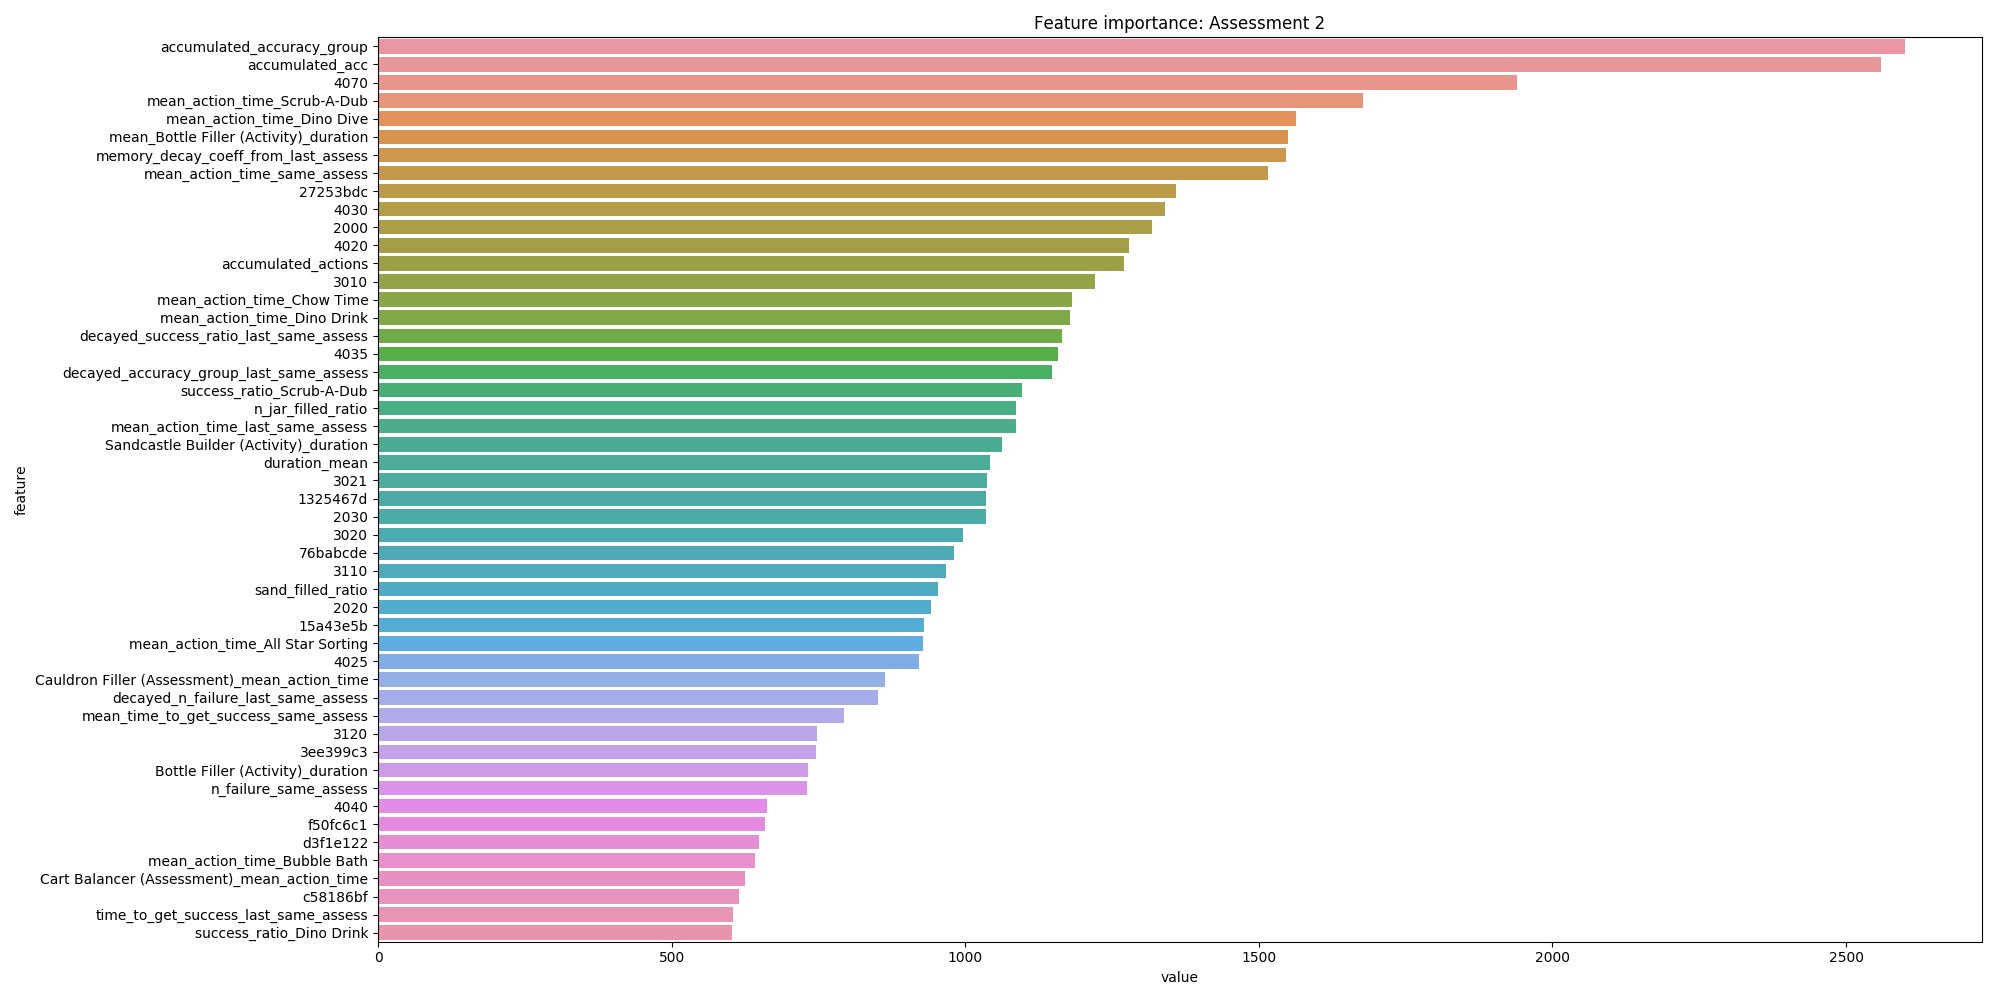 Feature importance: Assessment 2
accumulated_accuracy_group
accumulated_acc
4070
mean_action_time_Scrub-A-Dub
mean_action_time_Dino Dive
mean_Bottle Filler (Activity)_duration
memory_decay_coeff_from_last_assess
mean_action_time_same_assess
27253bdc
4030
2000
4020
accumulated_actions
3010
mean_action_time_Chow Time
mean_action_time_Dino Drink
decayed_success_ratio_last_same_assess
4035
decayed_accuracy_group_last_same_assess
success_ratio_Scrub-A-Dub
n_jar_filled_ratio
mean_action_time_last_same_assess
Sandcastle Builder (Activity)_duration
duration_mean
3021
1325467d
2030
3020
76babcde
3110
sand_filled_ratio
2020
15a43e5b
mean_action_time_All Star Sorting
4025
Cauldron Filler (Assessment)_mean_action_time
decayed_n_failure_last_same_assess
mean_time_to_get_success_same_assess
3120
3ee399c3
Bottle Filler (Activity)_duration
n_failure_same_assess
4040
f50fc6c1
d3f1e122
mean_action_time_Bubble Bath
Cart Balancer (Assessment)_mean_action_time
c58186bf
time_to_get_success_last_same_assess
success_ratio_Dino Drink
feature
0 500 1000 1500 2000 2500
value